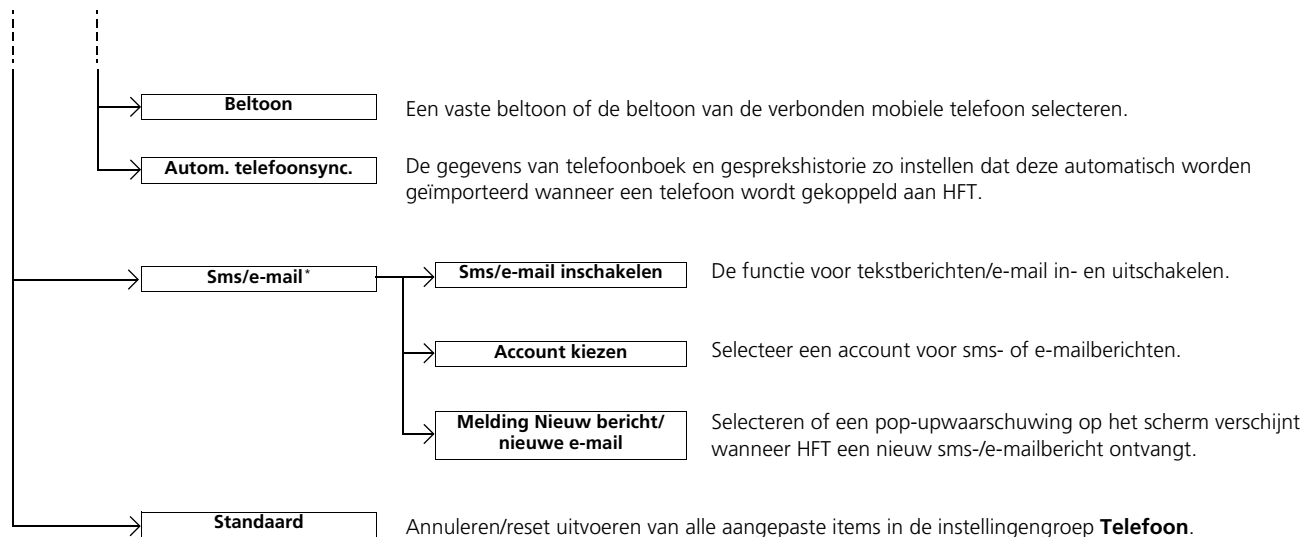 Beltoon
Een vaste beltoon of de beltoon van de verbonden mobiele telefoon selecteren.
Autom. telefoonsync.
De gegevens van telefoonboek en gesprekshistorie zo instellen dat deze automatisch worden
geïmporteerd wanneer een telefoon wordt gekoppeld aan HFT.
Sms/e-mail*
Sms/e-mail inschakelen
De functie voor tekstberichten/e-mail in- en uitschakelen.
Account kiezen
Selecteer een account voor sms- of e-mailberichten.
Melding Nieuw bericht/
nieuwe e-mail
Selecteren of een pop-upwaarschuwing op het scherm verschijnt
wanneer HFT een nieuw sms-/e-mailbericht ontvangt.
Standaard
Annuleren/reset uitvoeren van alle aangepaste items in de instellingengroep Telefoon.